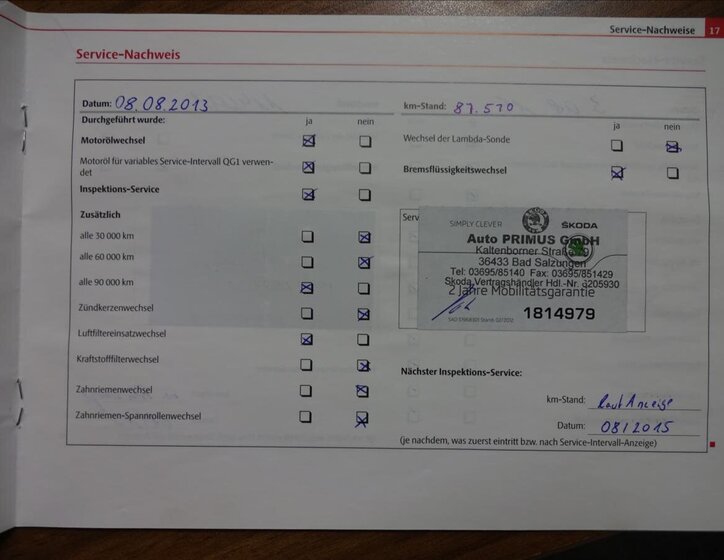 Service-Nachweise 17
Service-Nachweis
Datum: 08.08.2013
km-Stand: 87.570
Durchgeführt wurde: ja nein
ja nein
Motorölwechsel
Wechsel der Lambda-Sonde
Motoröl für variables Service-Intervall QG1 verwen-
det
Bremsflüssigkeitswechsel
Inspektions-Service
Zusätzlich
alle 30 000 km
alle 60 000 km
alle 90 000 km
Zündkerzenwechsel
Luftfiltereinsatzwechsel
Kraftstofffilterwechsel
Zahnriemenwechsel
Zahnriemen-Spannrollenwechsel
Serv
SIMPLY CLEVER ŠKODA
Auto PRIMUS GmbH
Kaltenborner Straße
36433 Bad Salzungen
Tel: 03695/85140 Fax: 03695/851429
Skoda Vertragshändler Hdl.-Nr. 0205930
2 Jahre Mobilitätsgarantie
1814979
Nächster Inspektions-Service:
km-Stand: laut Anzeige
Datum: 08/2015
(je nachdem, was zuerst eintritt bzw. nach Service-Intervall-Anzeige)